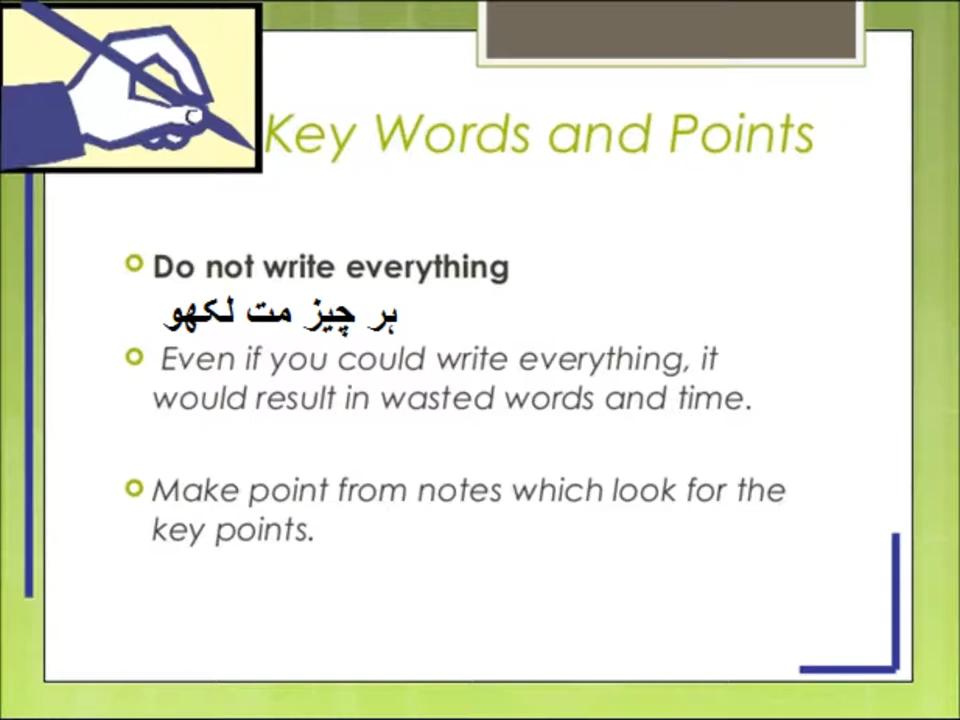 Key Words and Points
Do not write everything
ہر چیز مت لکھو
Even if you could write everything, it
would result in wasted words and time.
Make point from notes which look for the
key points.